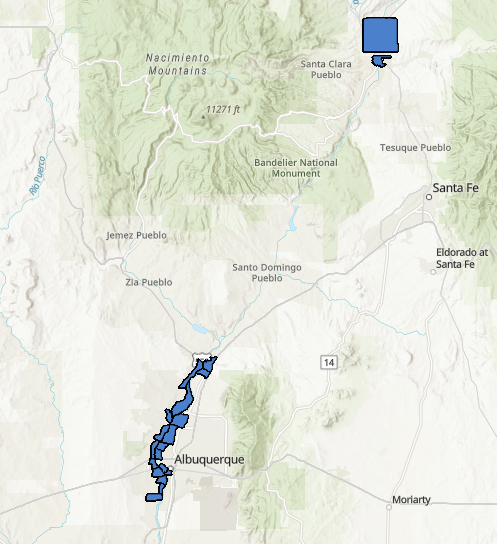 Nacimiento
Mountains
Santa Clara
Pueblo
11271 ft
Tesuque Pueblo
Bandelier National
Monument
Rio Puerco
Santa Fe
Jemez Pueblo
Eldorado at
Santa Fe
Santo Domingo
Pueblo
Zia Pueblo
14
Albuquerque
Moriarty